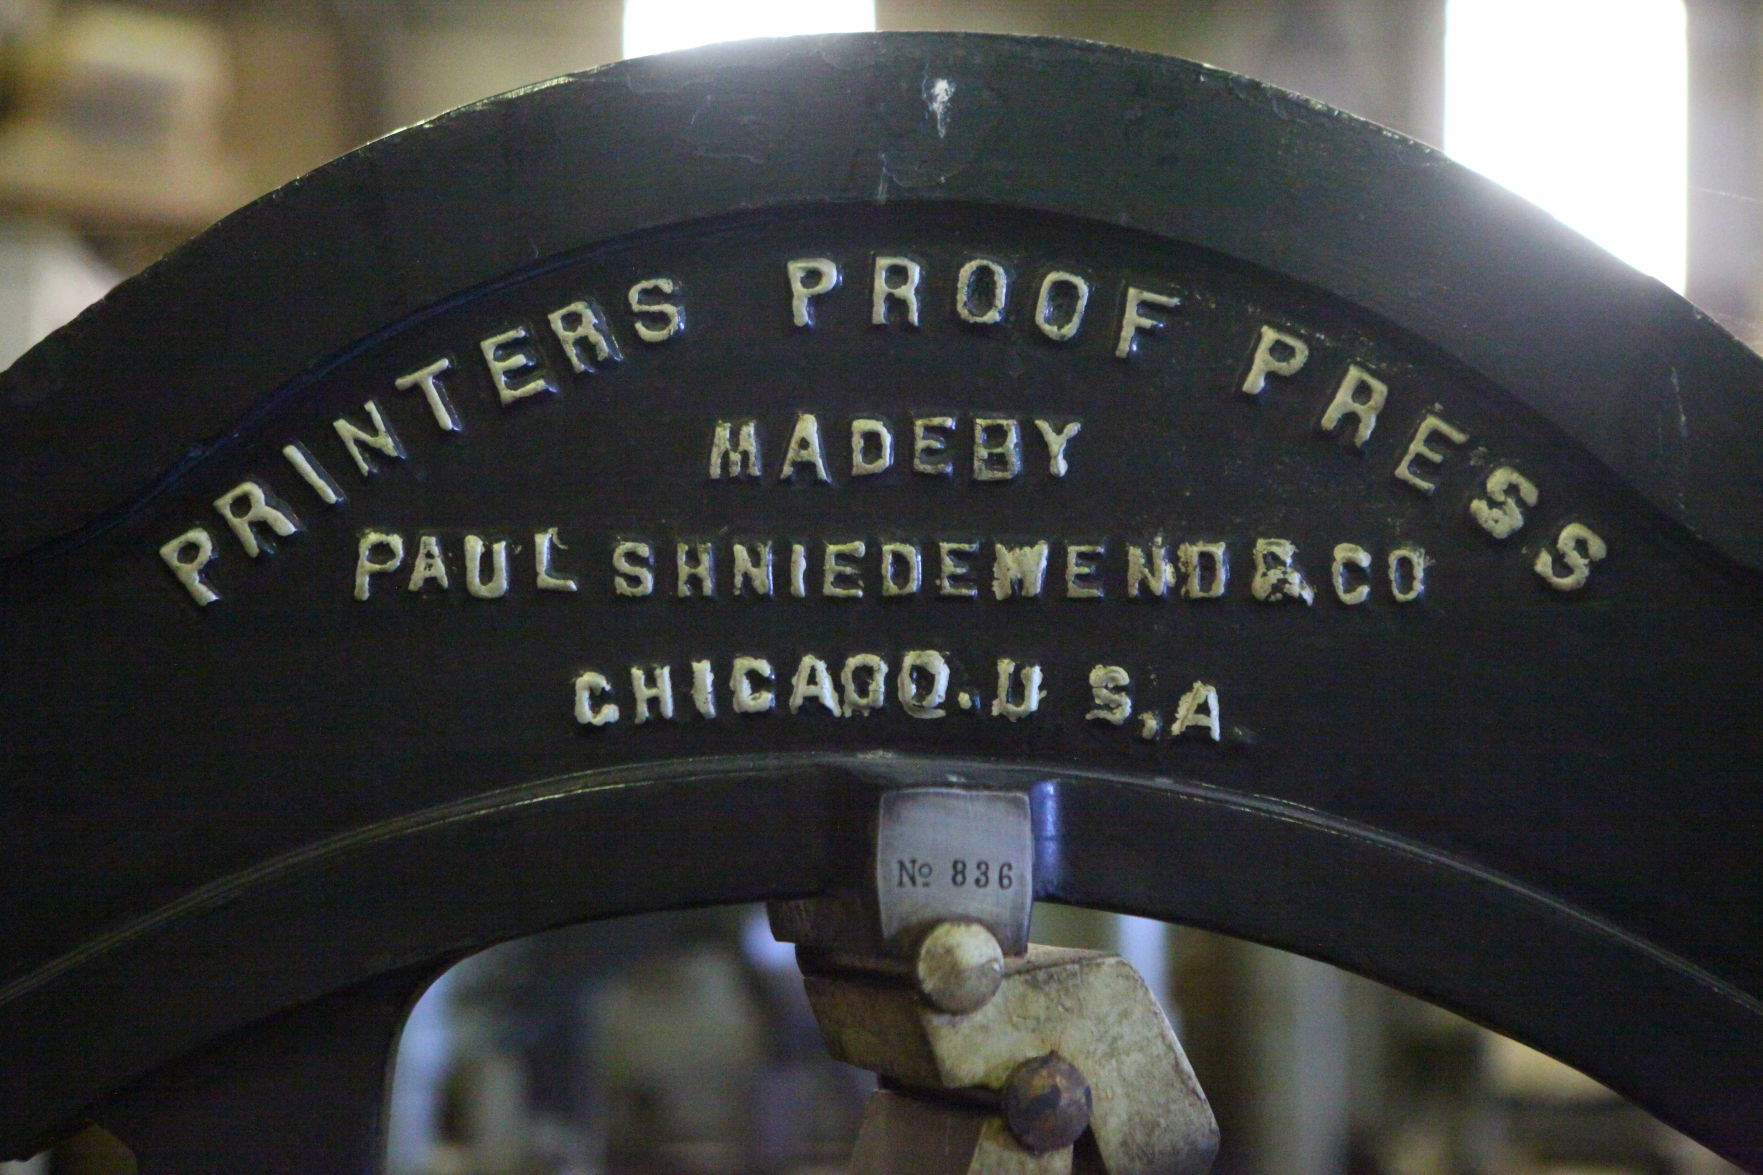 PRINTERS PROOF PRESS
MADEBY
PAUL SHNIEDEWEND & CO
CHICAGO. U S, A
No 836